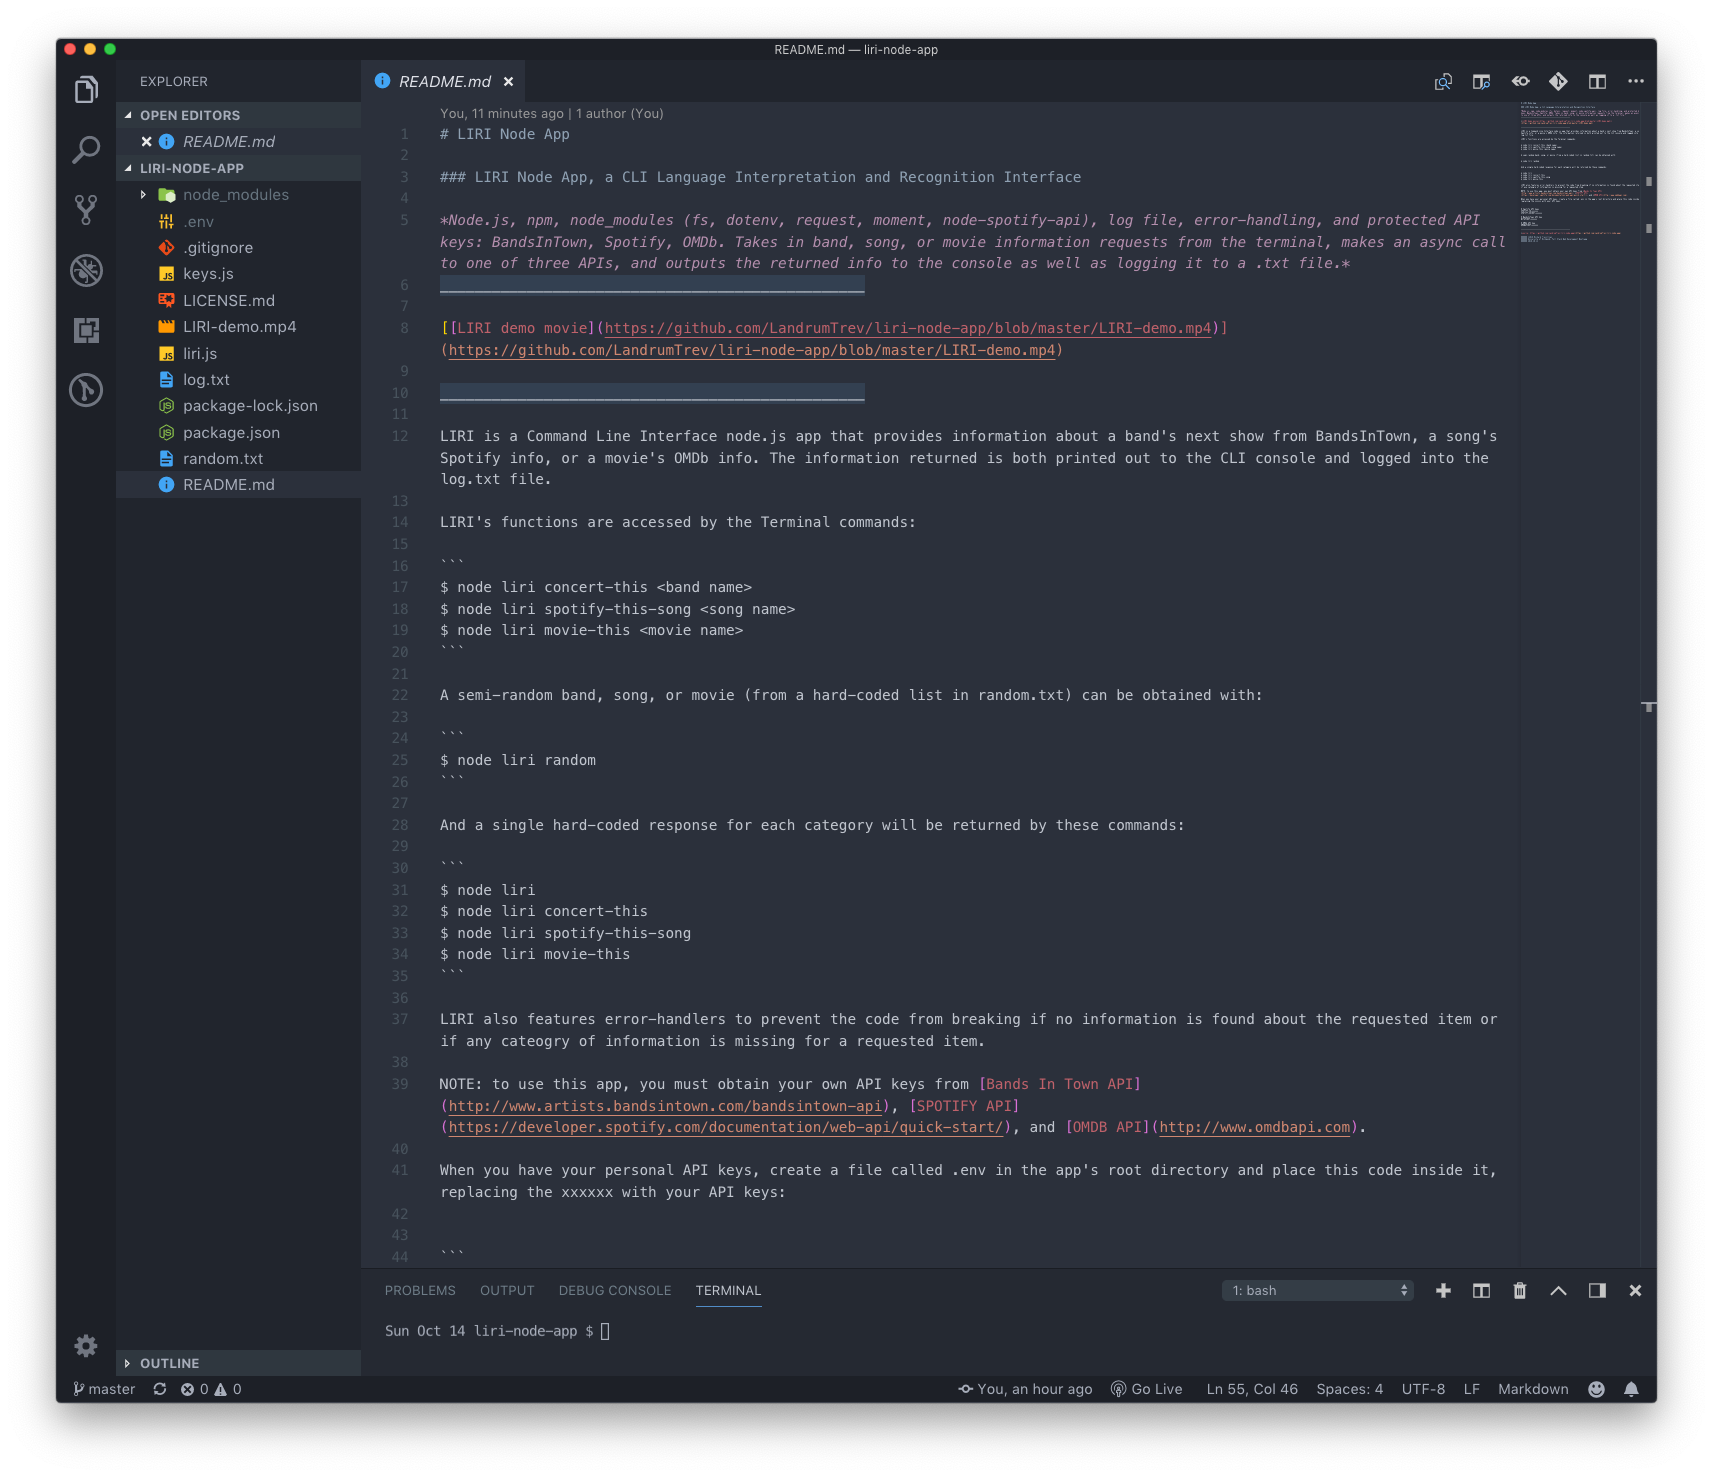 README.md — liri-node-app
EXPLORER
OPEN EDITORS
README.md
LIRI-NODE-APP
node_modules
.env
.gitignore
keys.js
LICENSE.md
LIRI-demo.mp4
liri.js
log.txt
package-lock.json
package.json
random.txt
README.md
OUTLINE
README.md
You, 11 minutes ago | 1 author (You)
1 # LIRI Node App
2
3 ### LIRI Node App, a CLI Language Interpretation and Recognition Interface
4
5 *Node.js, npm, node_modules (fs, dotenv, request, moment, node-spotify-api), log file, error-handling, and protected API
keys: BandsInTown, Spotify, OMDb. Takes in band, song, or movie information requests from the terminal, makes an async call
to one of three APIs, and outputs the returned info to the console as well as logging it to a .txt file.*
6 _________________________________________________
7
8 [[LIRI demo movie](https://github.com/LandrumTrev/liri-node-app/blob/master/LIRI-demo.mp4)]
(https://github.com/LandrumTrev/liri-node-app/blob/master/LIRI-demo.mp4)
9
10 _________________________________________________
11
12 LIRI is a Command Line Interface node.js app that provides information about a band's next show from BandsInTown, a song's
Spotify info, or a movie's OMDb info. The information returned is both printed out to the CLI console and logged into the
log.txt file.
13
14 LIRI's functions are accessed by the Terminal commands:
15
16 ```
17 $ node liri concert-this <band name>
18 $ node liri spotify-this-song <song name>
19 $ node liri movie-this <movie name>
20 ```
21
22 A semi-random band, song, or movie (from a hard-coded list in random.txt) can be obtained with:
23
24 ```
25 $ node liri random
26 ```
27
28 And a single hard-coded response for each category will be returned by these commands:
29
30 ```
31 $ node liri
32 $ node liri concert-this
33 $ node liri spotify-this-song
34 $ node liri movie-this
35 ```
36
37 LIRI also features error-handlers to prevent the code from breaking if no information is found about the requested item or
if any cateogry of information is missing for a requested item.
38
39 NOTE: to use this app, you must obtain your own API keys from [Bands In Town API]
(http://www.artists.bandsintown.com/bandsintown-api), [SPOTIFY API]
(https://developer.spotify.com/documentation/web-api/quick-start/), and [OMDB API](http://www.omdbapi.com).
40
41 When you have your personal API keys, create a file called .env in the app's root directory and place this code inside it,
replacing the xxxxxx with your API keys:
42
43
44 ```
PROBLEMS OUTPUT DEBUG CONSOLE TERMINAL 1: bash
Sun Oct 14 liri-node-app $
master 0 0 You, an hour ago Go Live Ln 55, Col 46 Spaces: 4 UTF-8 LF Markdown